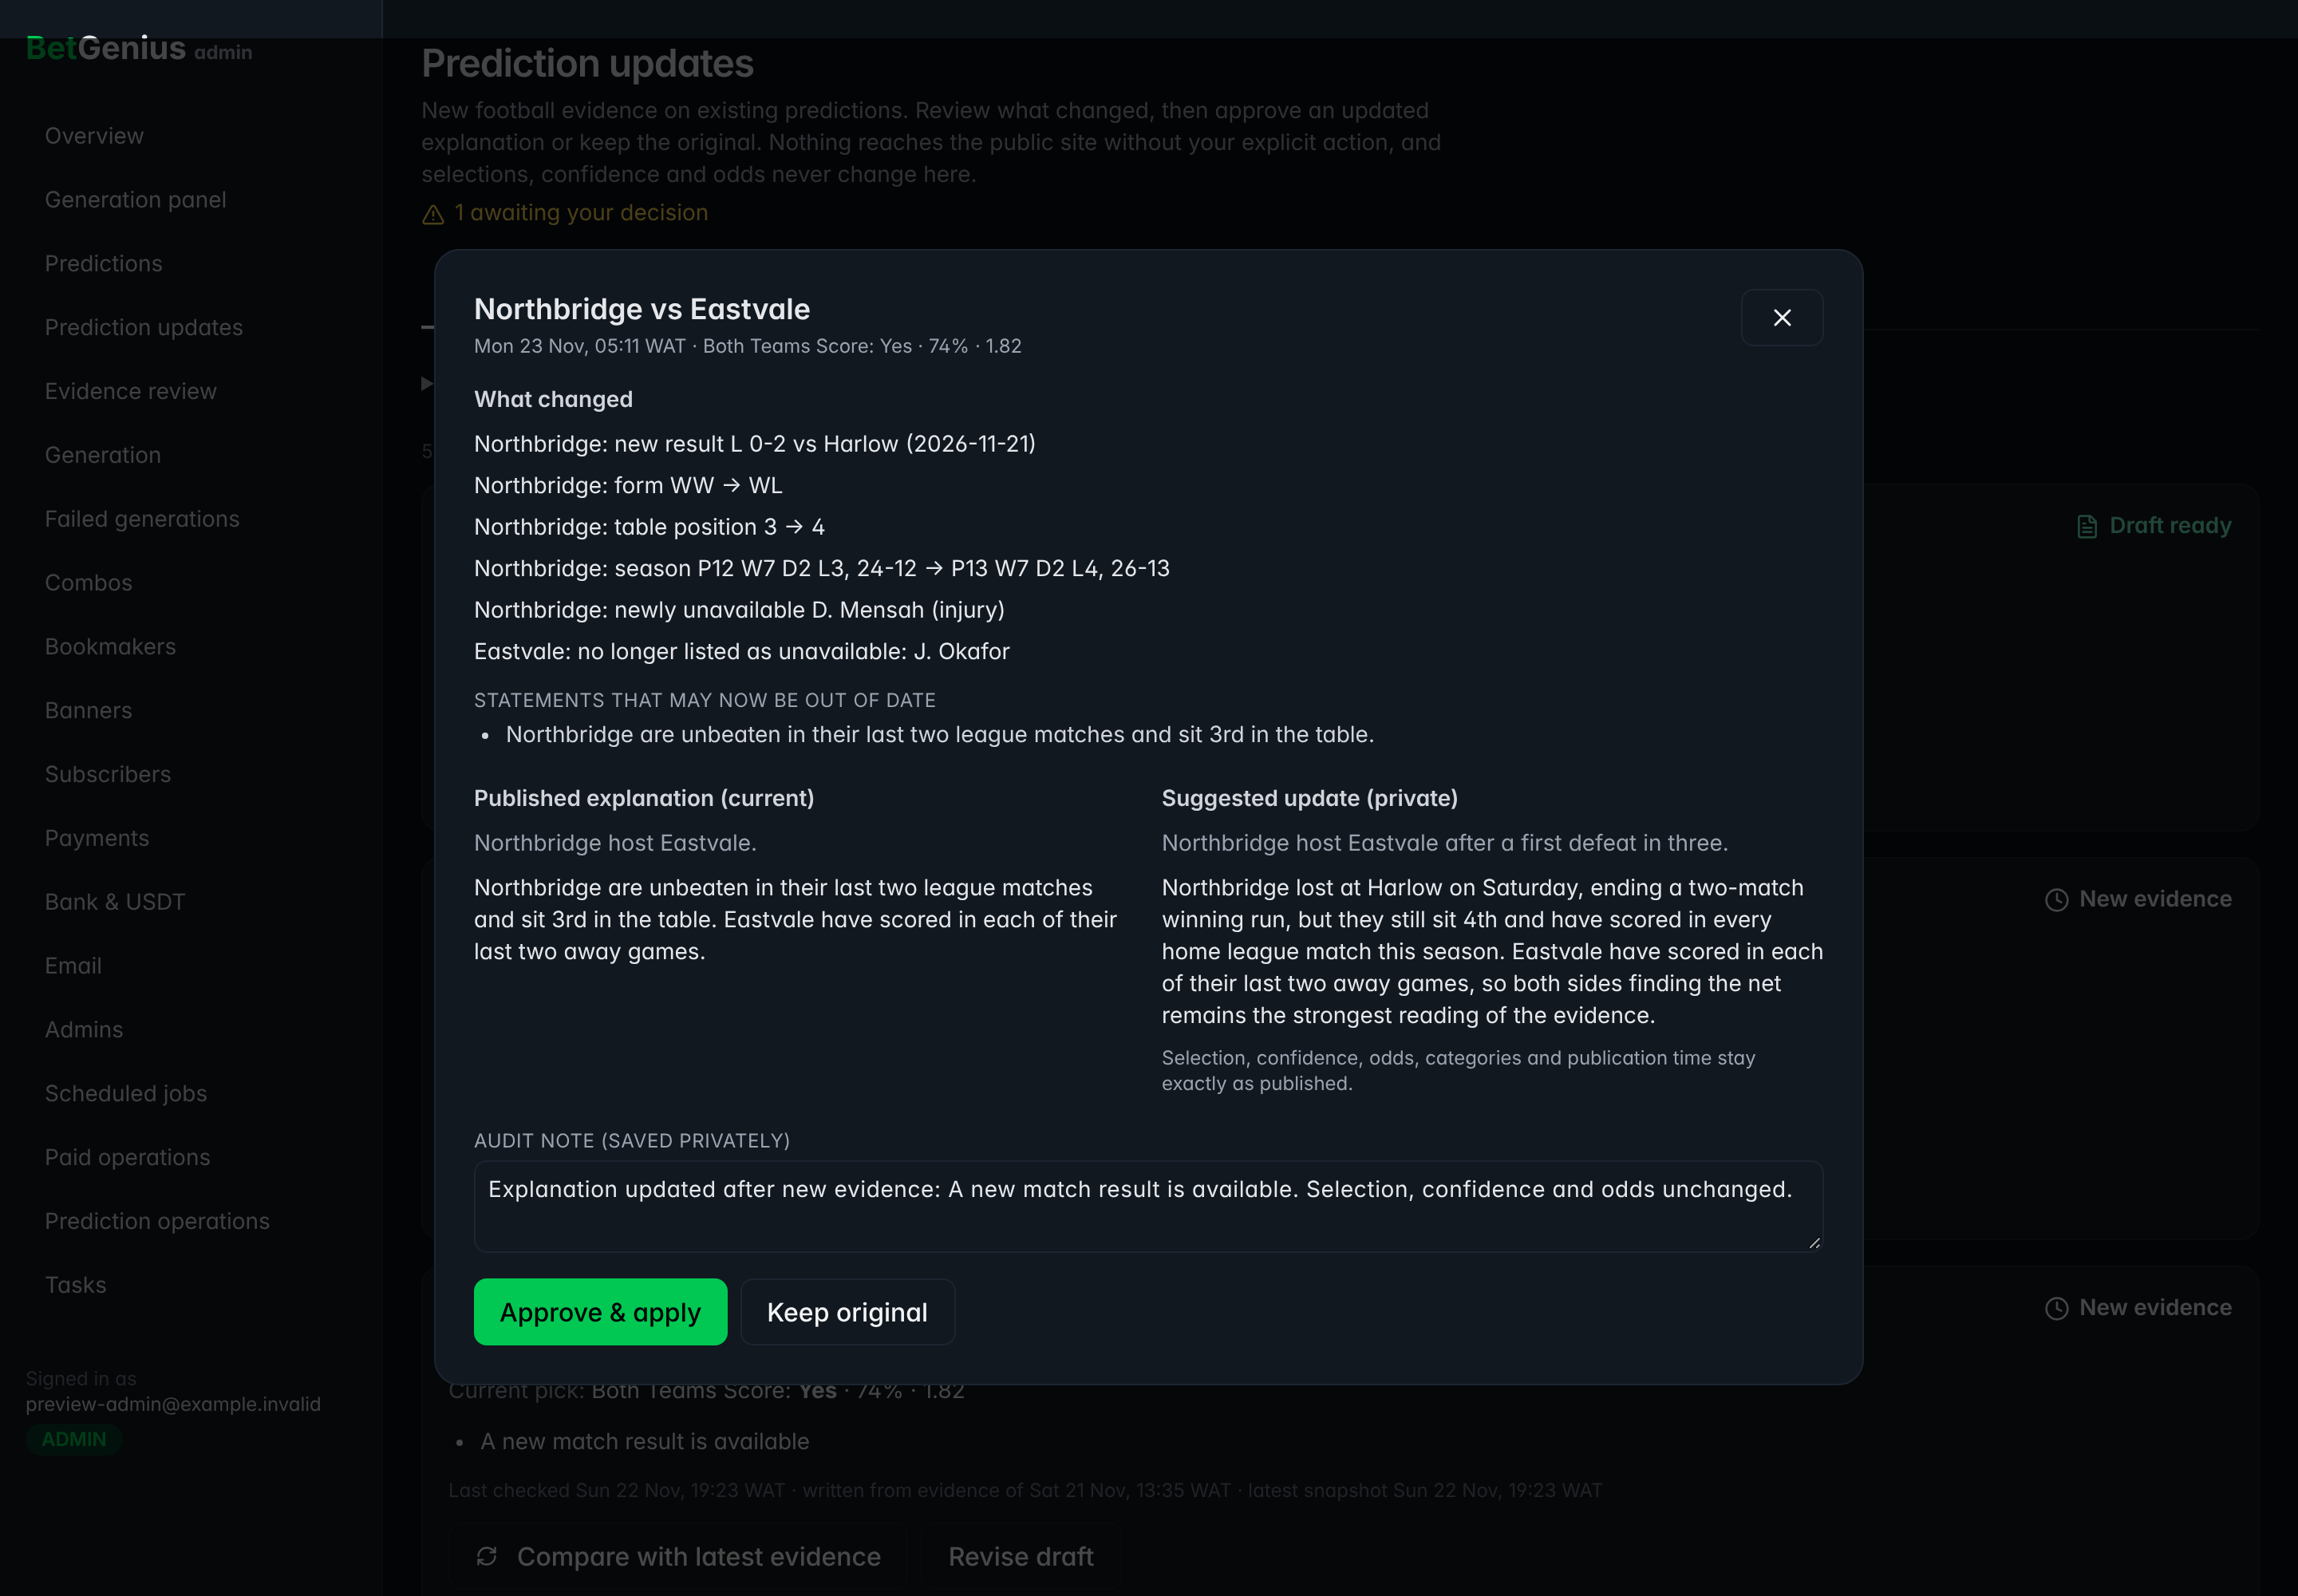 BetGenius admin
Overview
Generation panel
Predictions
Prediction updates
Evidence review
Generation
Failed generations
Combos
Bookmakers
Banners
Subscribers
Payments
Bank & USDT
Email
Admins
Scheduled jobs
Paid operations
Prediction operations
Tasks
Signed in as
preview-admin@example.invalid
ADMIN
Prediction updates
New football evidence on existing predictions. Review what changed, then approve an updated
explanation or keep the original. Nothing reaches the public site without your explicit action, and
selections, confidence and odds never change here.
1 awaiting your decision
5
Draft ready
New evidence
New evidence
Northbridge vs Eastvale
Mon 23 Nov, 05:11 WAT · Both Teams Score: Yes · 74% · 1.82
What changed
Northbridge: new result L 0-2 vs Harlow (2026-11-21)
Northbridge: form WW → WL
Northbridge: table position 3 → 4
Northbridge: season P12 W7 D2 L3, 24-12 → P13 W7 D2 L4, 26-13
Northbridge: newly unavailable D. Mensah (injury)
Eastvale: no longer listed as unavailable: J. Okafor
STATEMENTS THAT MAY NOW BE OUT OF DATE
• Northbridge are unbeaten in their last two league matches and sit 3rd in the table.
Published explanation (current)
Northbridge host Eastvale.
Northbridge are unbeaten in their last two league matches
and sit 3rd in the table. Eastvale have scored in each of their
last two away games.
Suggested update (private)
Northbridge host Eastvale after a first defeat in three.
Northbridge lost at Harlow on Saturday, ending a two-match
winning run, but they still sit 4th and have scored in every
home league match this season. Eastvale have scored in each
of their last two away games, so both sides finding the net
remains the strongest reading of the evidence.
Selection, confidence, odds, categories and publication time stay
exactly as published.
AUDIT NOTE (SAVED PRIVATELY)
Explanation updated after new evidence: A new match result is available. Selection, confidence and odds unchanged.
Approve & apply
Keep original
Current pick: Both Teams Score: Yes · 74% · 1.82
• A new match result is available
Last checked Sun 22 Nov, 19:23 WAT · written from evidence of Sat 21 Nov, 13:35 WAT · latest snapshot Sun 22 Nov, 19:23 WAT
Compare with latest evidence
Revise draft